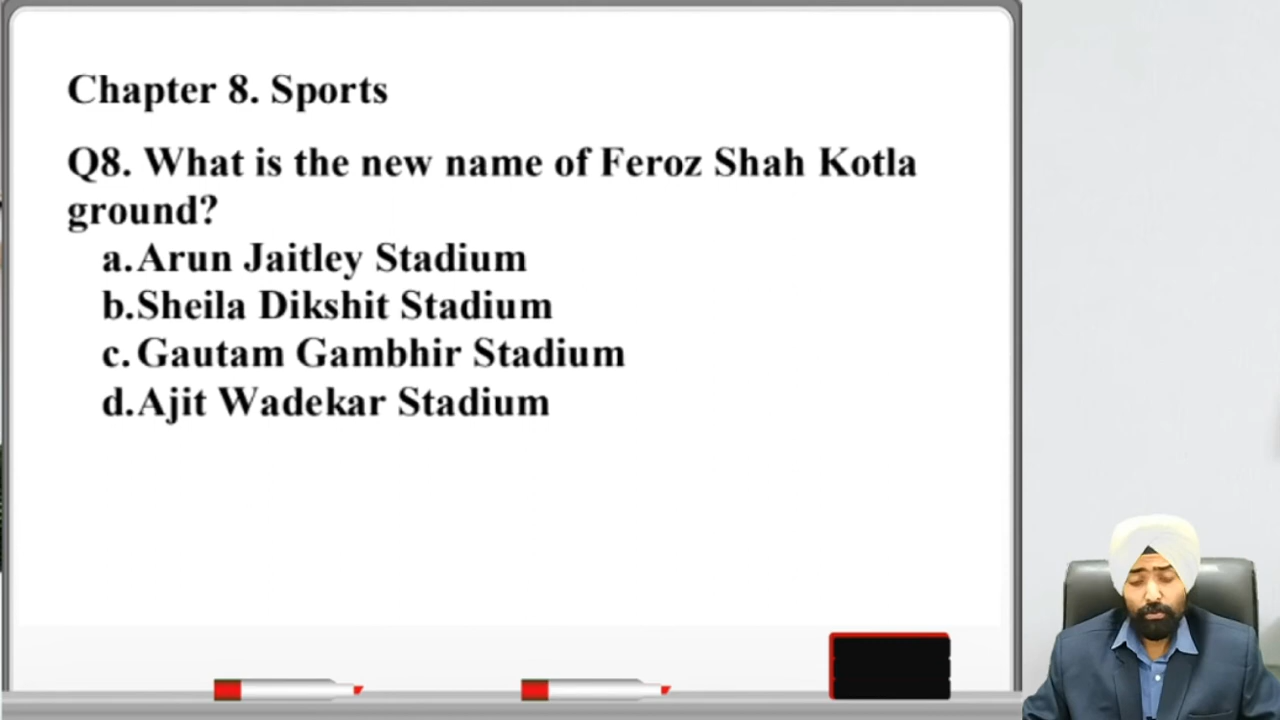 Chapter 8. Sports
Q8. What is the new name of Feroz Shah Kotla
ground?
a. Arun Jaitley Stadium
b. Sheila Dikshit Stadium
c. Gautam Gambhir Stadium
d. Ajit Wadekar Stadium